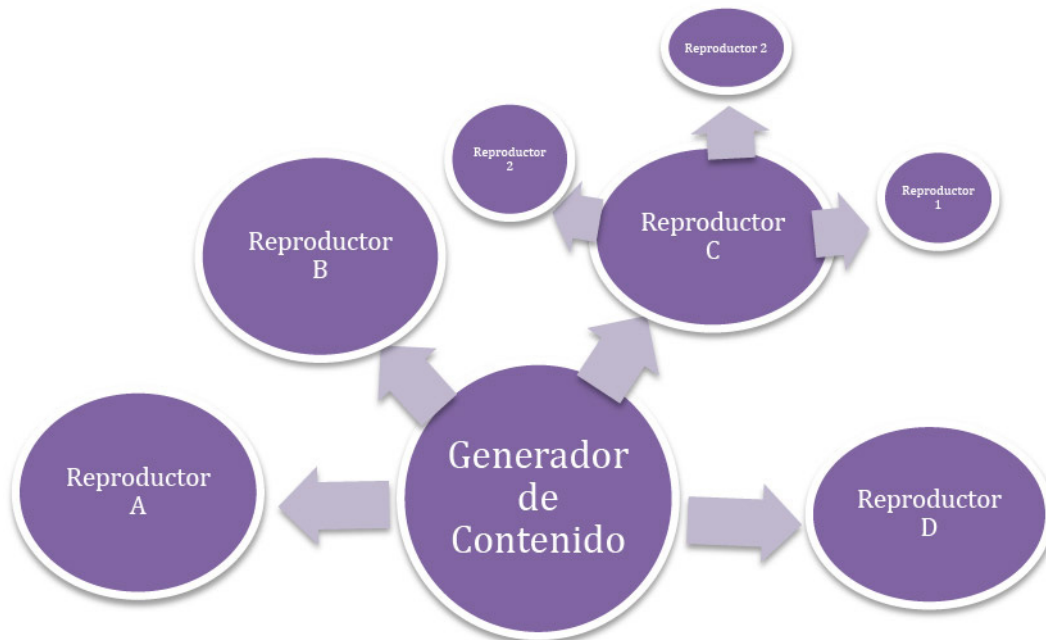 Reproductor 2
Reproductor
2
Reproductor
1
Reproductor
B
Reproductor
C
Generador
de
Contenido
Reproductor
A
Reproductor
D